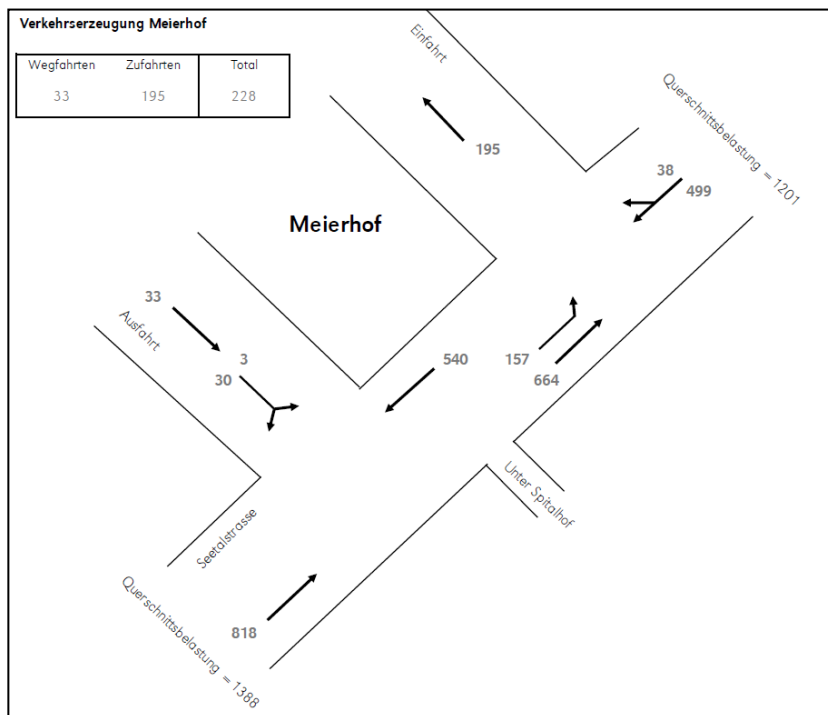 Verkehrserzeugung Meierhof
Wegfahrten Zufahrten Total
33 195 228
Einfahrt
Querschnittsbelastung = 1201
195
38
499
Meierhof
33
Ausfahrt
3
30
540
157
664
Unter Spitalhof
Seetalstrasse
818
Querschnittsbelastung = 1388